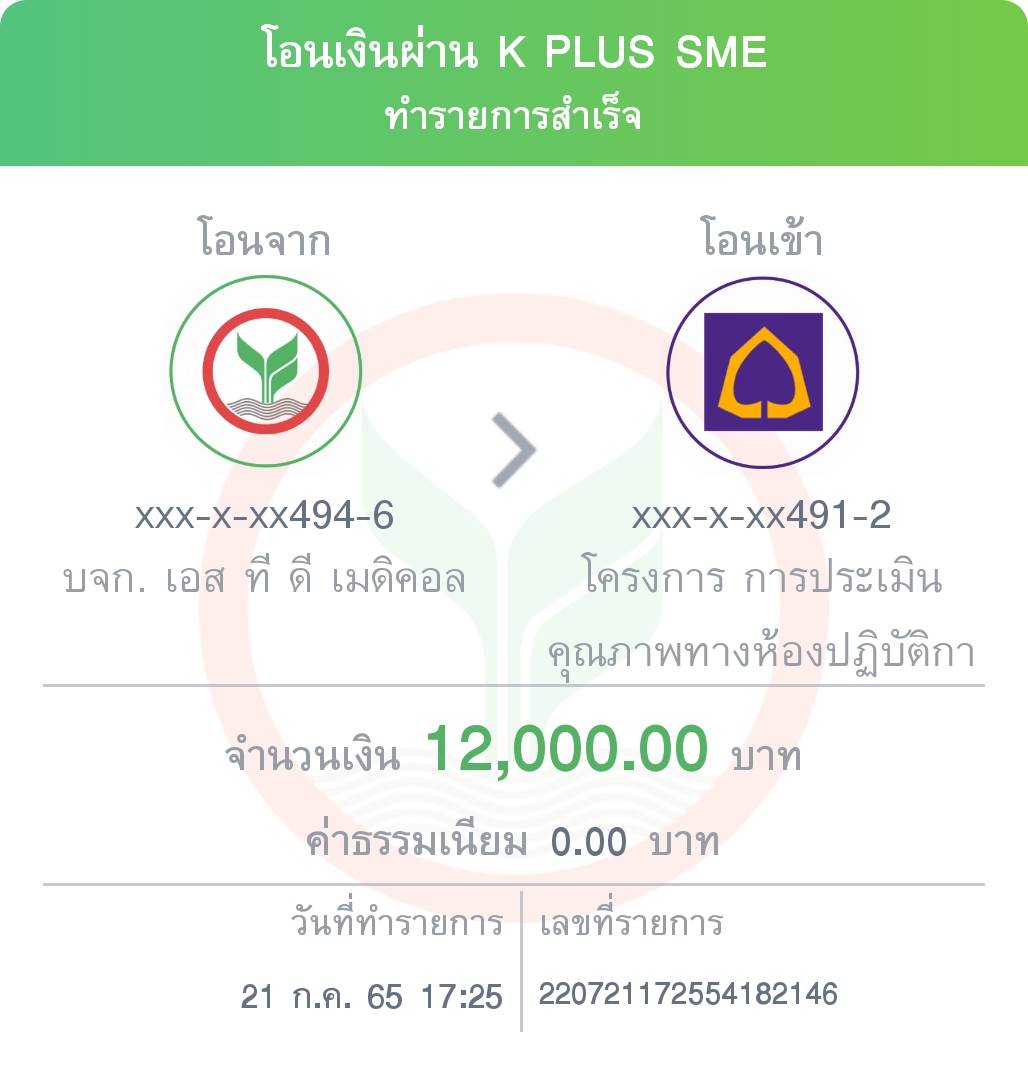 โอนเงินผ่าน K PLUS SME
ทำรายการสำเร็จ
โอนจาก
โอนเข้า
xxx-x-xx494-6
xxx-x-xx491-2
บจก. เอส ที ดี เมดิคอล
โครงการ การประเมิน
คุณภาพทางห้องปฏิบัติกา
จำนวนเงิน 12,000.00 บาท
ค่าธรรมเนียม 0.00 บาท
วันที่ทำรายการ
เลขที่รายการ
21 ก.ค. 65 17:25
220721172554182146